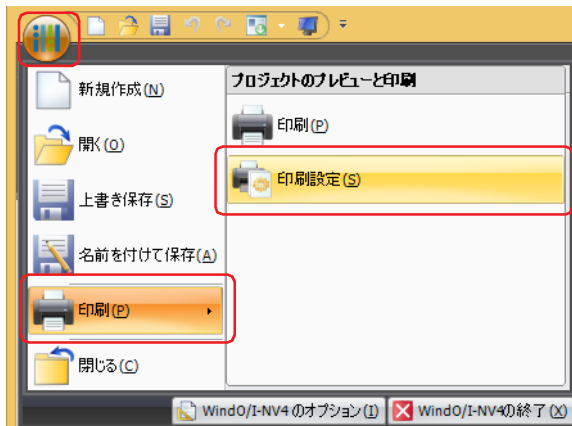 新規作成(N)
開く(O)
上書き保存(S)
名前を付けて保存(A)
印刷(P)
閉じる(C)
プロジェクトのプレビューと印刷
印刷(P)
印刷設定(S)
WindO/I-NV4のオプション(I)
WindO/I-NV4の終了(X)